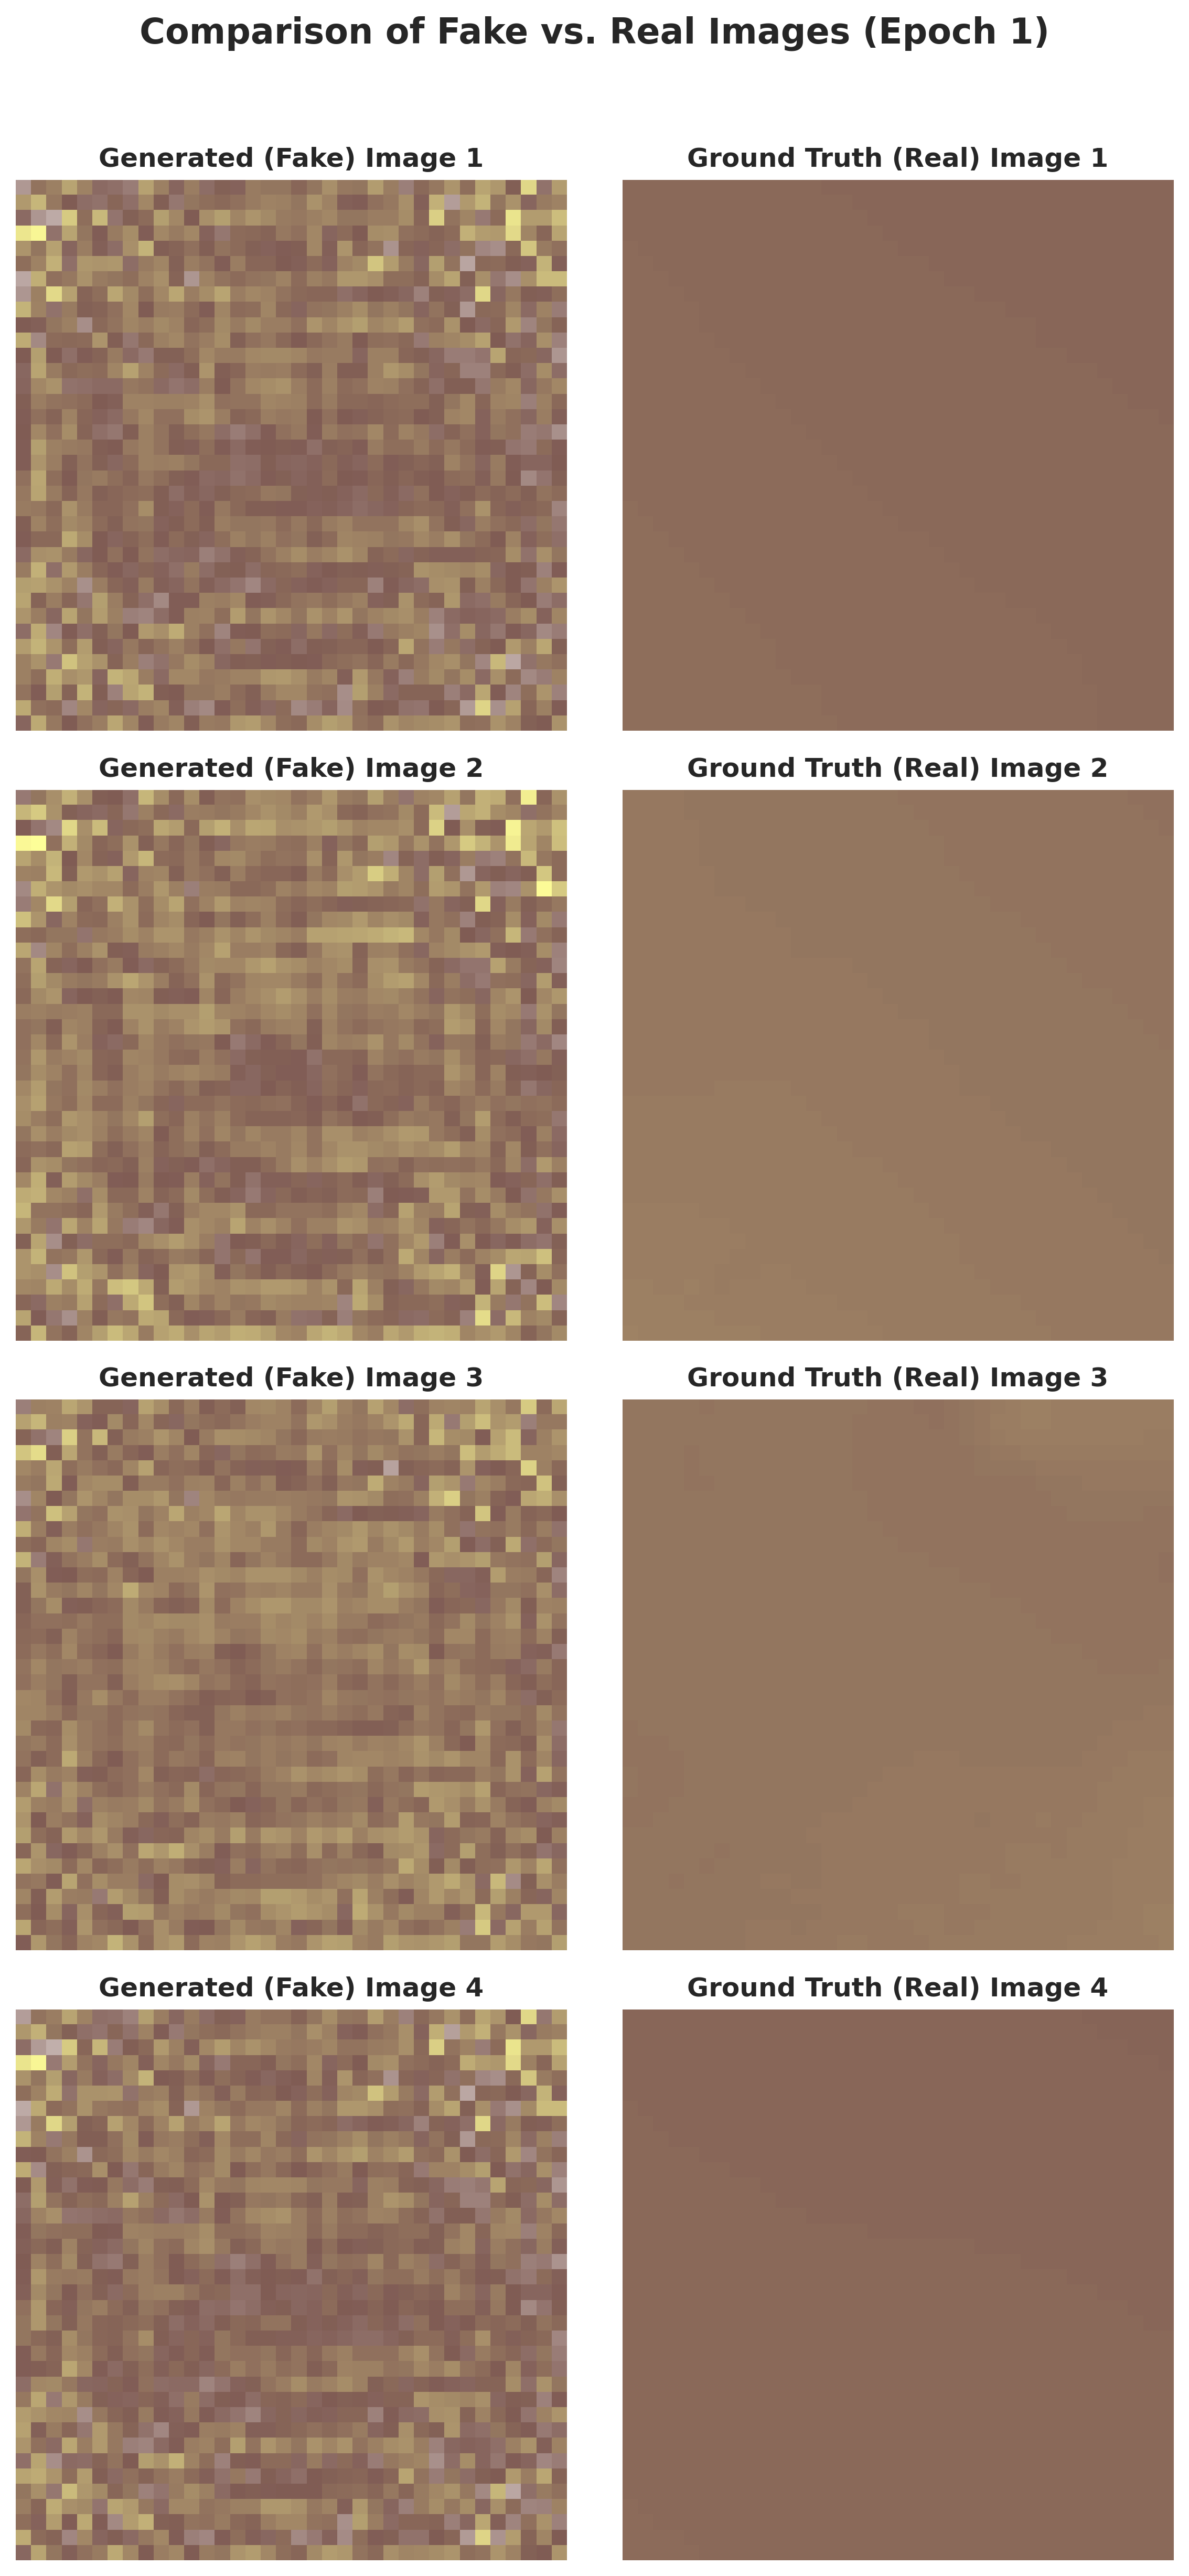 Comparison of Fake vs. Real Images (Epoch 1)
Generated (Fake) Image 1
Ground Truth (Real) Image 1
Generated (Fake) Image 2
Ground Truth (Real) Image 2
Generated (Fake) Image 3
Ground Truth (Real) Image 3
Generated (Fake) Image 4
Ground Truth (Real) Image 4